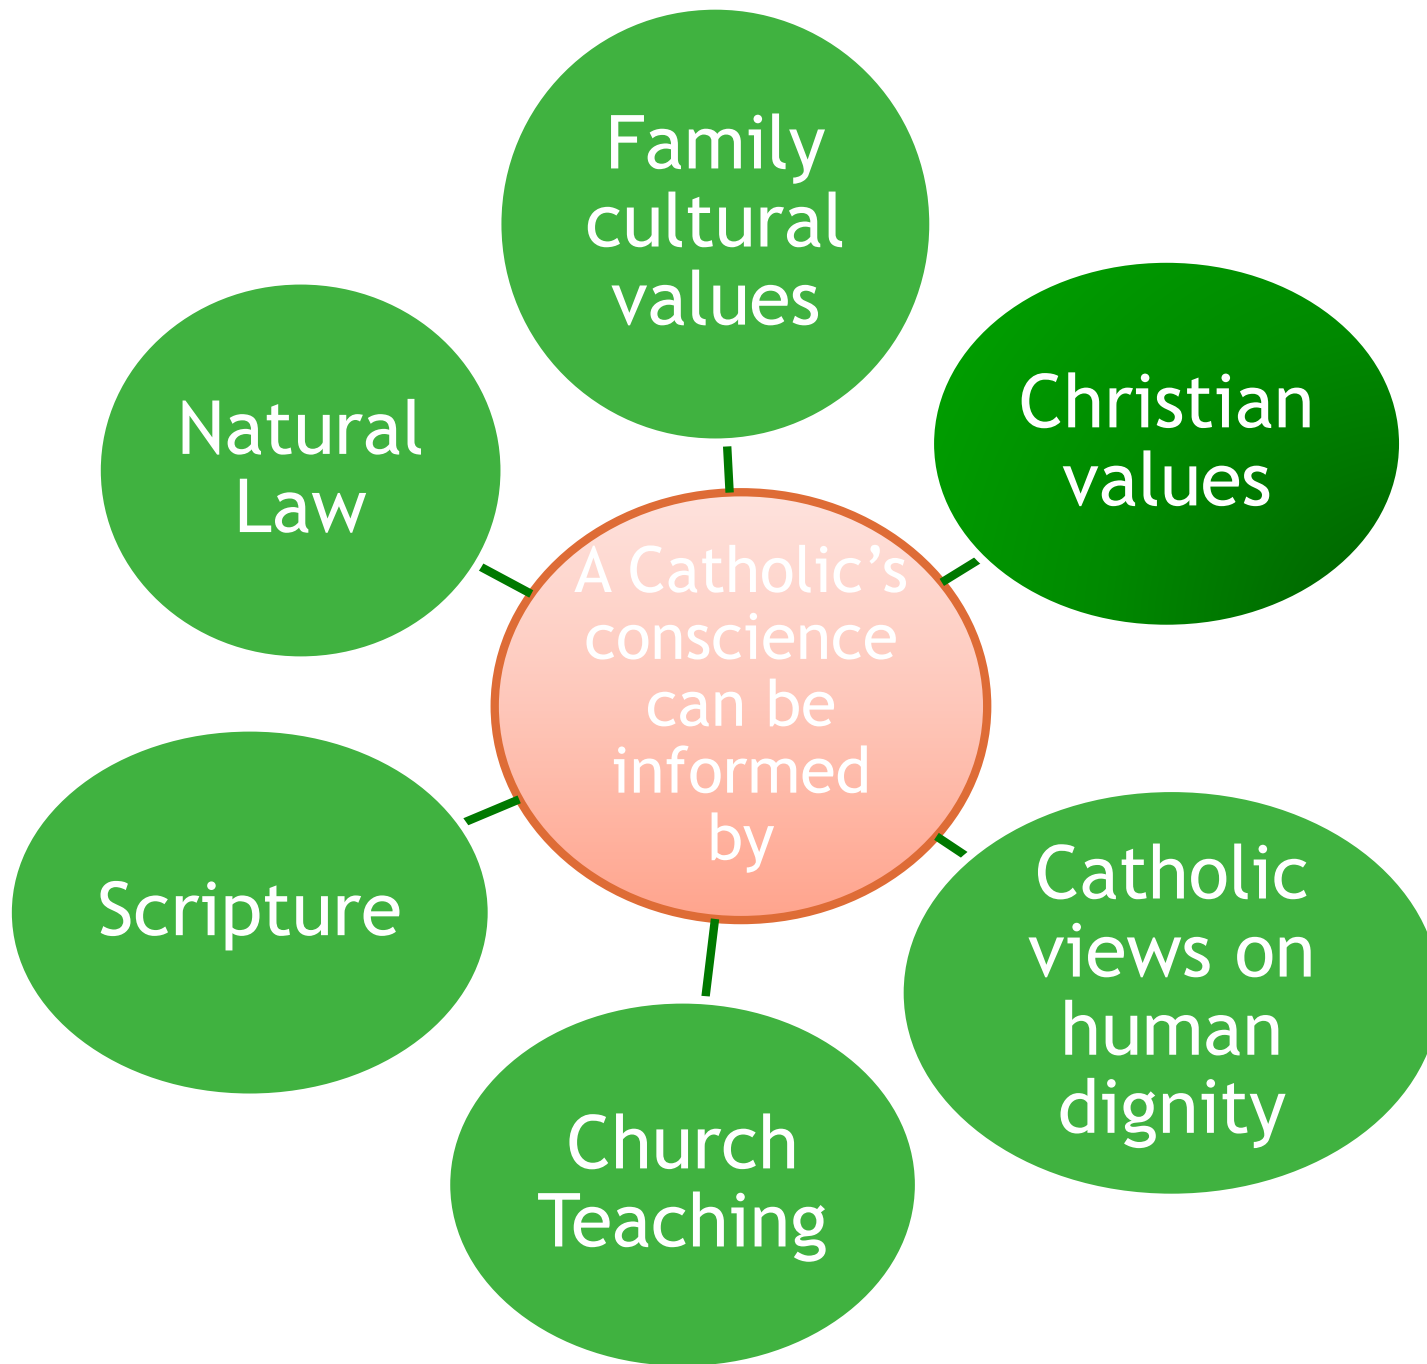 Family
cultural
values
Christian
values
Natural
Law
A Catholic’s
conscience
can be
informed
by
Catholic
views on
human
dignity
Scripture
Church
Teaching